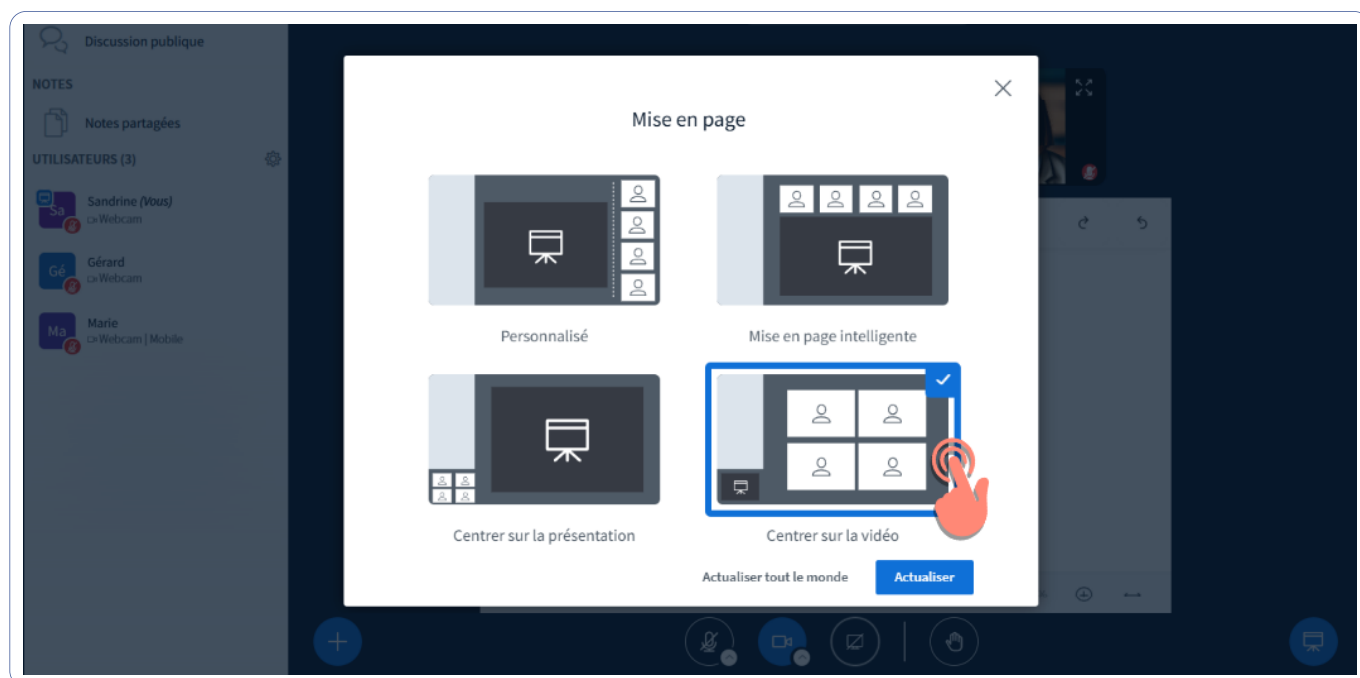 Discussion publique
NOTES
Notes partagées
UTILISATEURS (3)
Sa
Sandrine (Vous)
Webcam
Gé
Gérard
Webcam
Ma
Marie
Webcam | Mobile
Mise en page
Personnalisé
Mise en page intelligente
Centrer sur la présentation
Centrer sur la vidéo
Actualiser tout le monde
Actualiser